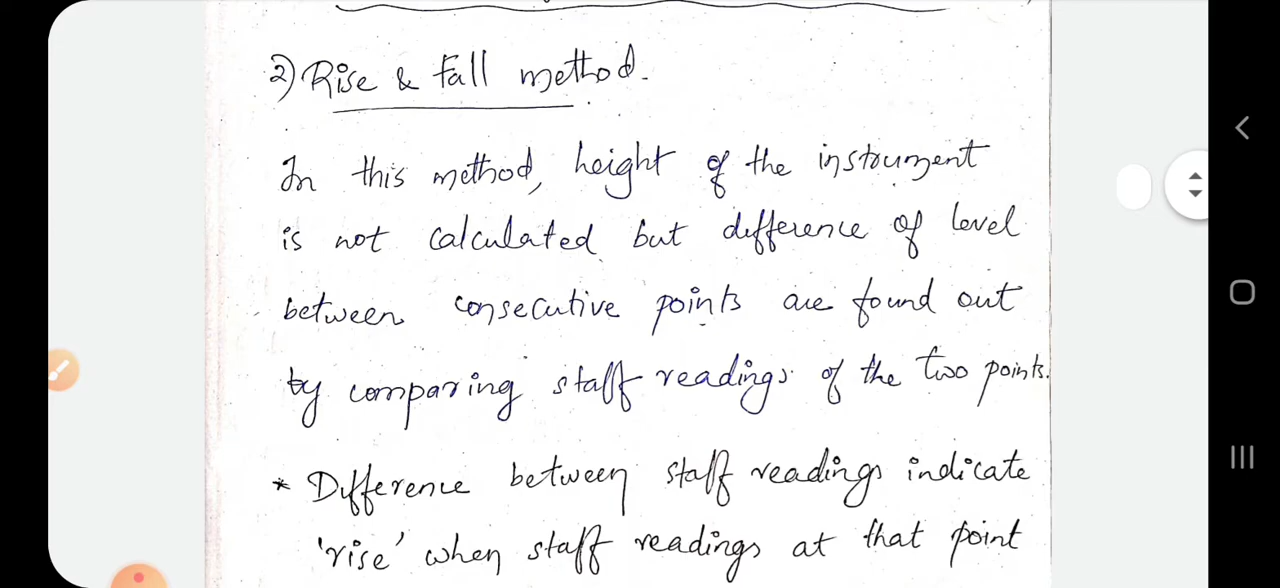 2) Rise & Fall method.
In this method, height of the instrument
is not calculated but difference of level
between consecutive points are found out
by comparing staff readings of the two points.
* Difference between staff readings indicate
'rise' when staff readings at that point